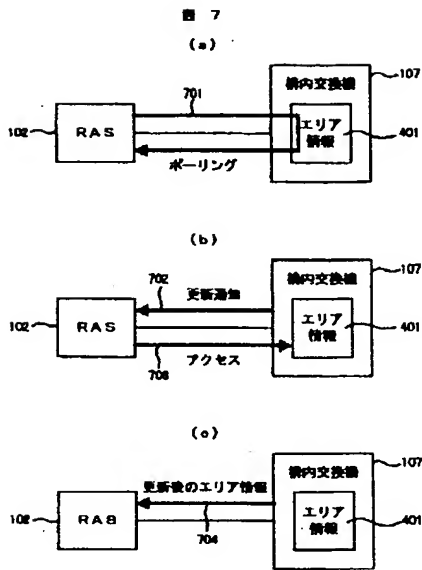 図 7
(a)
構内交換機
107
701
102
RAS
エリア
情報
401
ポーリング
(b)
構内交換機
107
702
更新通知
102
RAS
エリア
情報
401
アクセス
703
(c)
構内交換機
107
更新後のエリア情報
102
RAS
エリア
情報
401
704